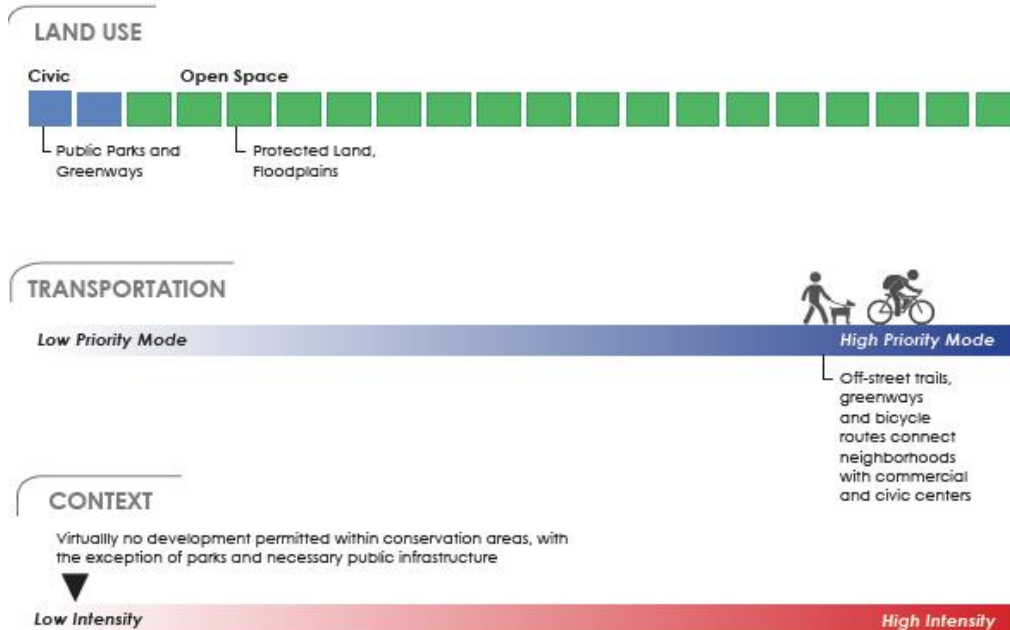 LAND USE
Civic
Open Space
Public Parks and
Greenways
Protected Land,
Floodplains
TRANSPORTATION
Low Priority Mode
High Priority Mode
Off-street trails,
greenways
and bicycle
routes connect
neighborhoods
with commercial
and civic centers
CONTEXT
Virtuallly no development permitted within conservation areas, with
the exception of parks and necessary public infrastructure
Low Intensity
High Intensity